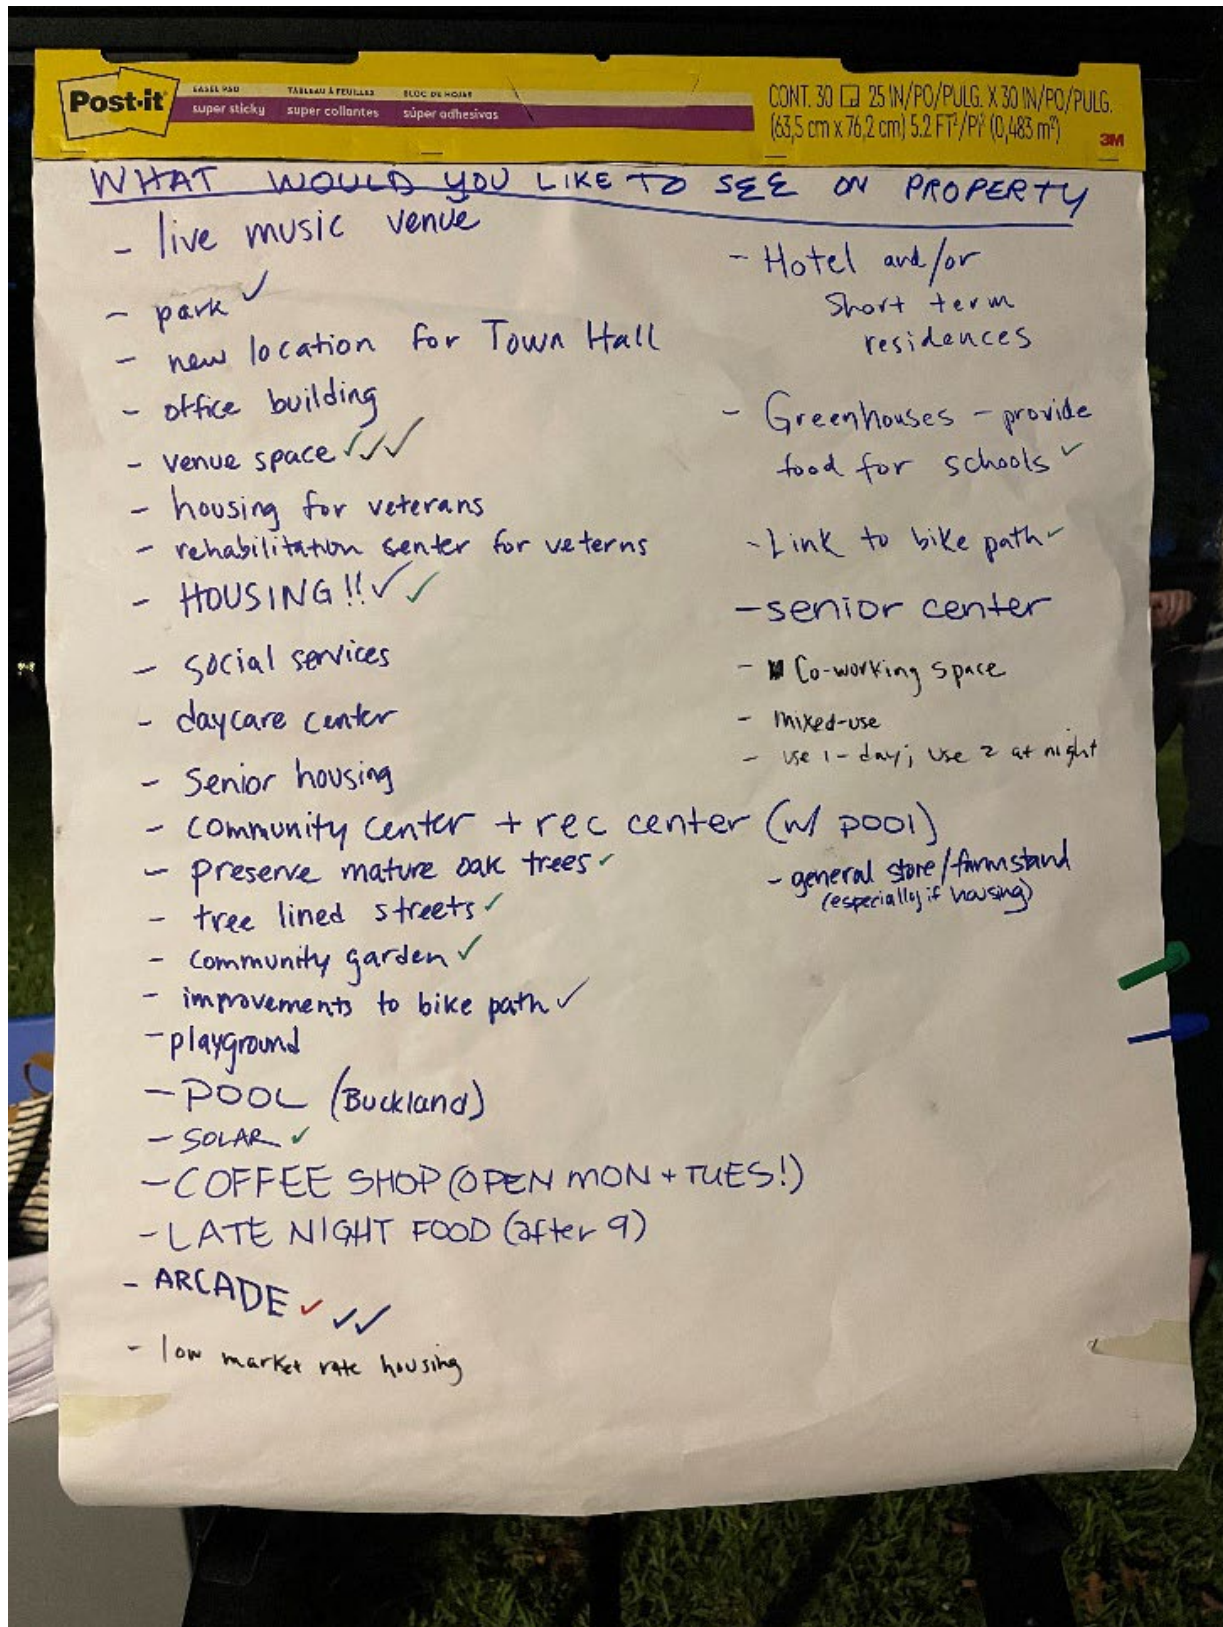 Post-it
EASEL PAD TABLEAU À FEUILLES BLOC DE HOJAS
super sticky super collantes súper adhesivas
CONT. 30 25 IN/PO/PULG. X 30 IN/PO/PULG.
(63,5 cm x 76,2 cm) 5.2 FT²/PI² (0,483 m²)
3M
WHAT WOULD YOU LIKE TO SEE ON PROPERTY
- live music venue
- park ✓
- new location for Town Hall
- office building
- venue space ✓✓✓
- housing for veterans
- rehabilitation center for veterns
- HOUSING!! ✓ ✓
- social services
- daycare center
- Senior housing
- community center + rec center (w/ pool)
- preserve mature oak trees ✓
- tree lined streets ✓
- community garden ✓
- improvements to bike path ✓
- playground
- POOL (Buckland)
- SOLAR ✓
- COFFEE SHOP (OPEN MON + TUES!)
- LATE NIGHT FOOD (after 9)
- ARCADE ✓ ✓✓
- low market rate housing
- Hotel and/or
Short term
residences
- Greenhouses - provide
food for schools ✓
- Link to bike path ✓
- senior center
- Co-working space
- mixed-use
- use 1 - day; use 2 at night
- general store/farmstand
(especially if housing)